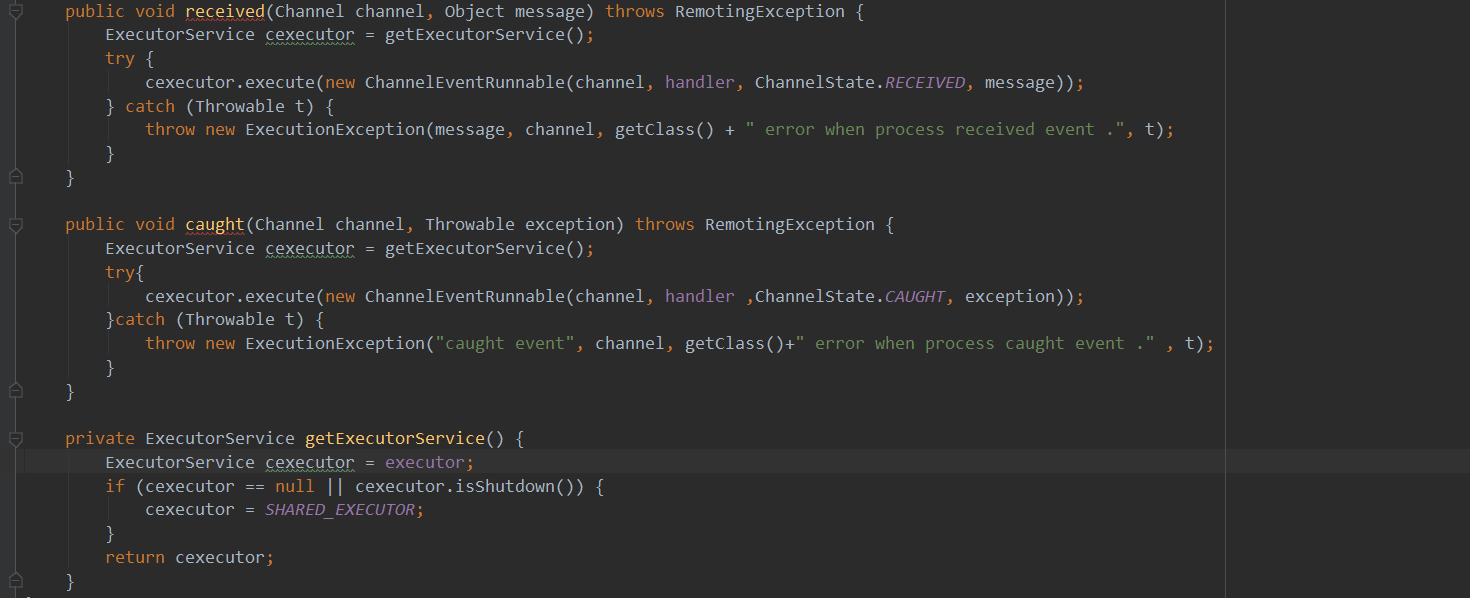 public void received(Channel channel, Object message) throws RemotingException {
    ExecutorService cexecutor = getExecutorService();
    try {
        cexecutor.execute(new ChannelEventRunnable(channel, handler, ChannelState.RECEIVED, message));
    } catch (Throwable t) {
        throw new ExecutionException(message, channel, getClass() + " error when process received event .", t);
    }
}
public void caught(Channel channel, Throwable exception) throws RemotingException {
    ExecutorService cexecutor = getExecutorService();
    try{
        cexecutor.execute(new ChannelEventRunnable(channel, handler ,ChannelState.CAUGHT, exception));
    }catch (Throwable t) {
        throw new ExecutionException("caught event", channel, getClass()+" error when process caught event ." , t);
    }
}
private ExecutorService getExecutorService() {
    ExecutorService cexecutor = executor;
    if (cexecutor == null || cexecutor.isShutdown()) {
        cexecutor = SHARED_EXECUTOR;
    }
    return cexecutor;
}